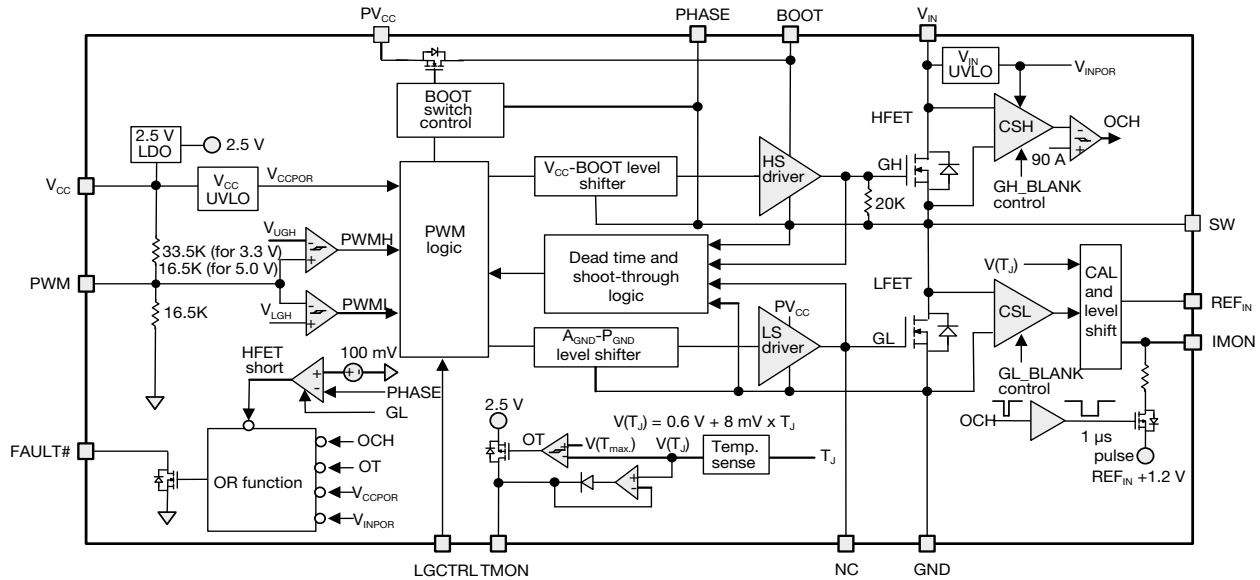 PVCC
PHASE
BOOT
VIN
VIN
UVLO
VINPOR
BOOT
switch
control
HFET
CSH
OCH
90 A
2.5 V
LDO
2.5 V
VCC
VCC
UVLO
VCCPOR
VCC-BOOT level
shifter
HS
driver
GH
20K
GH_BLANK
control
SW
VUGH
PWMH
33.5K (for 3.3 V)
16.5K (for 5.0 V)
PWM
logic
Dead time and
shoot-through
logic
PWM
16.5K
VLGH
PWML
LFET
V(TJ)
CAL
and
level
shift
REFIN
CSL
IMON
PVCC
AGND-PGND
level shifter
LS
driver
GL
GL_BLANK
control
HFET
short
100 mV
PHASE
GL
OCH
1 µs
pulse
REFIN +1.2 V
2.5 V
V(TJ) = 0.6 V + 8 mV x TJ
OT
V(Tmax.)
V(TJ)
Temp.
sense
TJ
FAULT#
OR function
OCH
OT
VCCPOR
VINPOR
LGCTRL
TMON
NC
GND